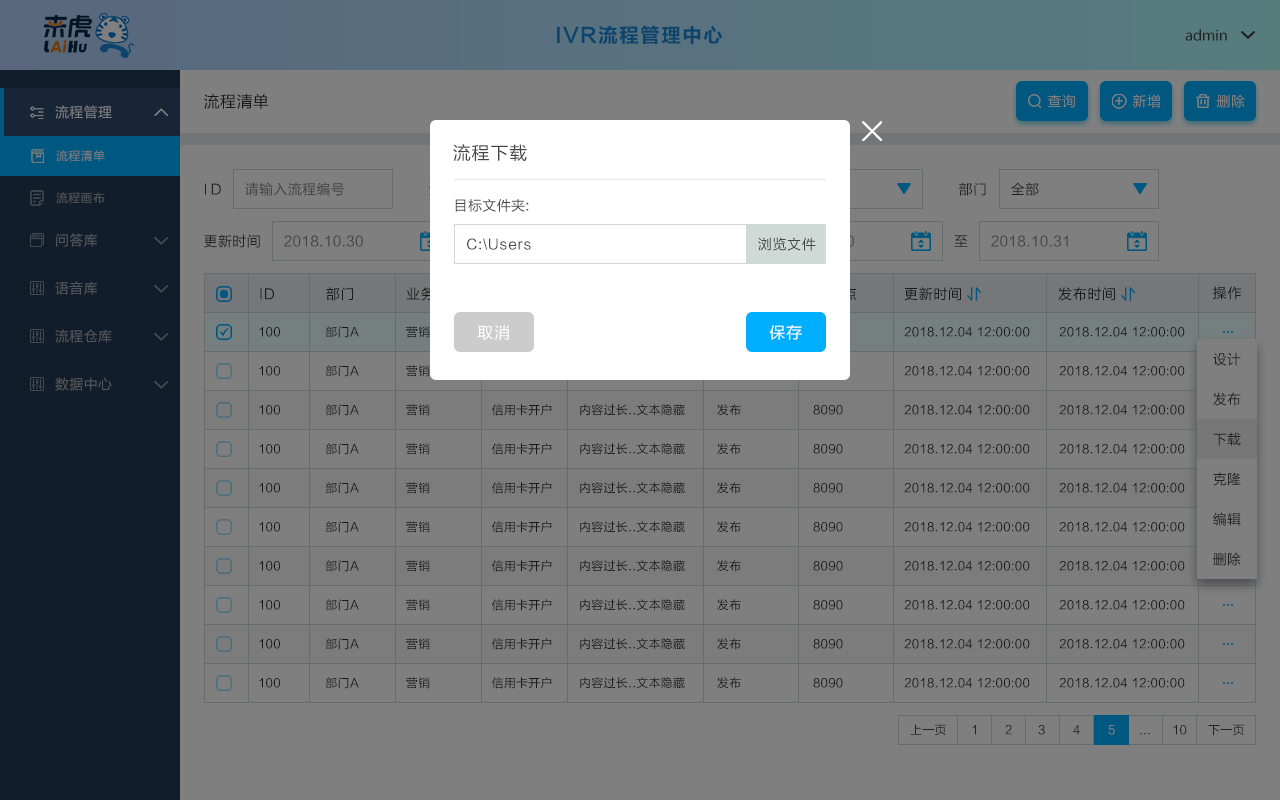 来虎
LAiHu
IVR流程管理中心
admin
流程管理
流程清单
流程画布
问答库
语音库
流程仓库
数据中心
流程清单
查询
新增
删除
ID
请输入流程编号
部门
全部
更新时间
2018.10.30
0
至
2018.10.31
流程下载
目标文件夹:
C:\Users
浏览文件
取消
保存
ID 部门 业务 点 更新时间 发布时间 操作
100 部门A 营销 2018.12.04 12:00:00 2018.12.04 12:00:00 ...
100 部门A 营销 2018.12.04 12:00:00 2018.12.04 12:00:00
100 部门A 营销 信用卡开户 内容过长..文本隐藏 发布 8090 2018.12.04 12:00:00 2018.12.04 12:00:00
100 部门A 营销 信用卡开户 内容过长..文本隐藏 发布 8090 2018.12.04 12:00:00 2018.12.04 12:00:00
100 部门A 营销 信用卡开户 内容过长..文本隐藏 发布 8090 2018.12.04 12:00:00 2018.12.04 12:00:00
100 部门A 营销 信用卡开户 内容过长..文本隐藏 发布 8090 2018.12.04 12:00:00 2018.12.04 12:00:00
100 部门A 营销 信用卡开户 内容过长..文本隐藏 发布 8090 2018.12.04 12:00:00 2018.12.04 12:00:00
100 部门A 营销 信用卡开户 内容过长..文本隐藏 发布 8090 2018.12.04 12:00:00 2018.12.04 12:00:00 ...
100 部门A 营销 信用卡开户 内容过长..文本隐藏 发布 8090 2018.12.04 12:00:00 2018.12.04 12:00:00 ...
100 部门A 营销 信用卡开户 内容过长..文本隐藏 发布 8090 2018.12.04 12:00:00 2018.12.04 12:00:00 ...
设计
发布
下载
克隆
编辑
删除
上一页 1 2 3 4 5 ... 10 下一页